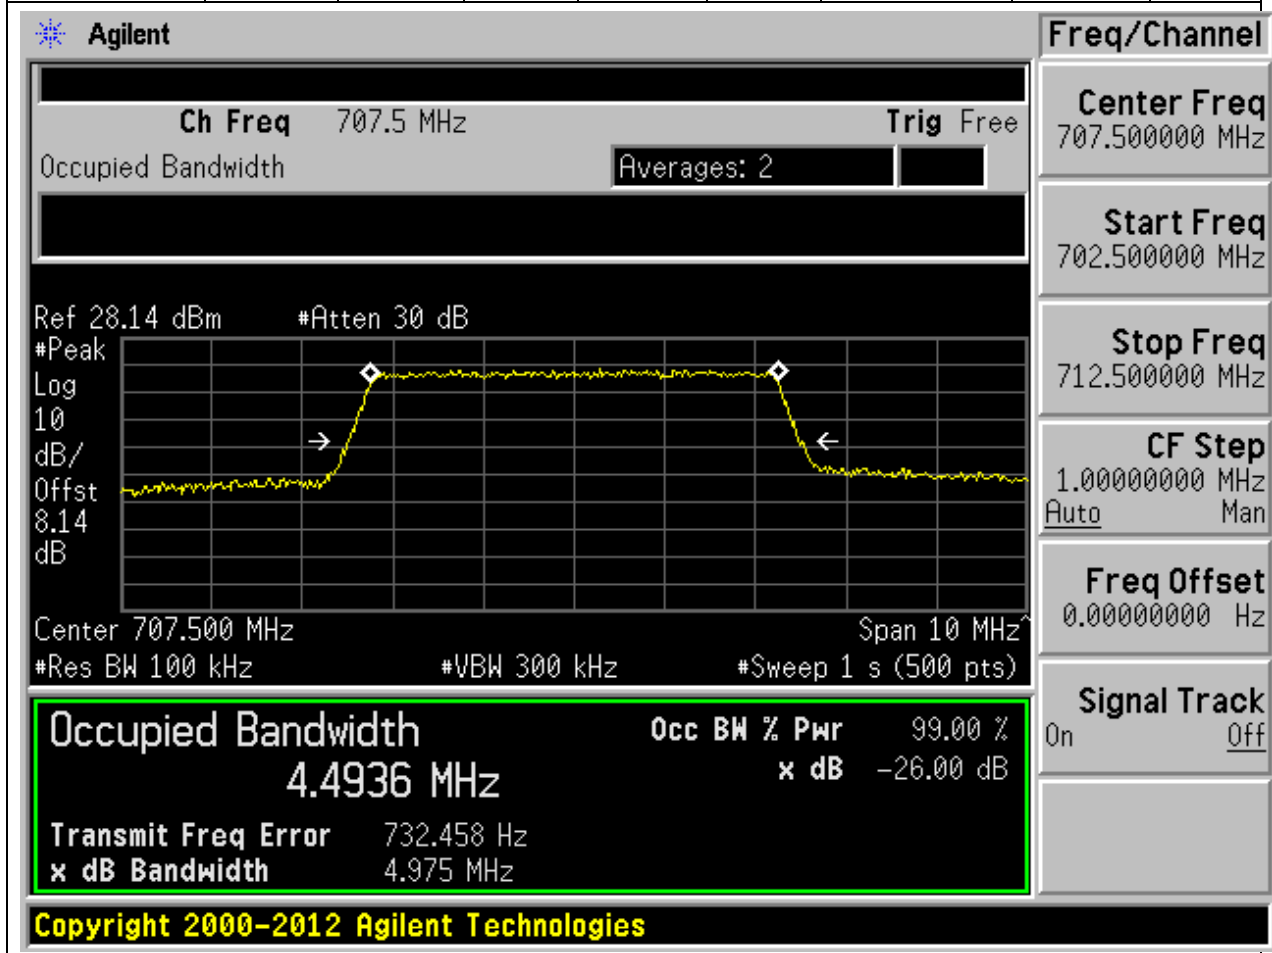 Agilent
Freq/Channel
Ch Freq 707.5 MHz Trig Free
Occupied Bandwidth Averages: 2
Center Freq
707.500000 MHz
Start Freq
702.500000 MHz
Stop Freq
712.500000 MHz
CF Step
1.00000000 MHz
Auto Man
Freq Offset
0.00000000 Hz
Signal Track
On Off
Ref 28.14 dBm #Atten 30 dB
#Peak
Log
10
dB/
Offst
8.14
dB
Center 707.500 MHz Span 10 MHz^
#Res BW 100 kHz #VBW 300 kHz #Sweep 1 s (500 pts)
Occupied Bandwidth Occ BW % Pwr 99.00 %
4.4936 MHz x dB -26.00 dB
Transmit Freq Error 732.458 Hz
x dB Bandwidth 4.975 MHz
Copyright 2000-2012 Agilent Technologies